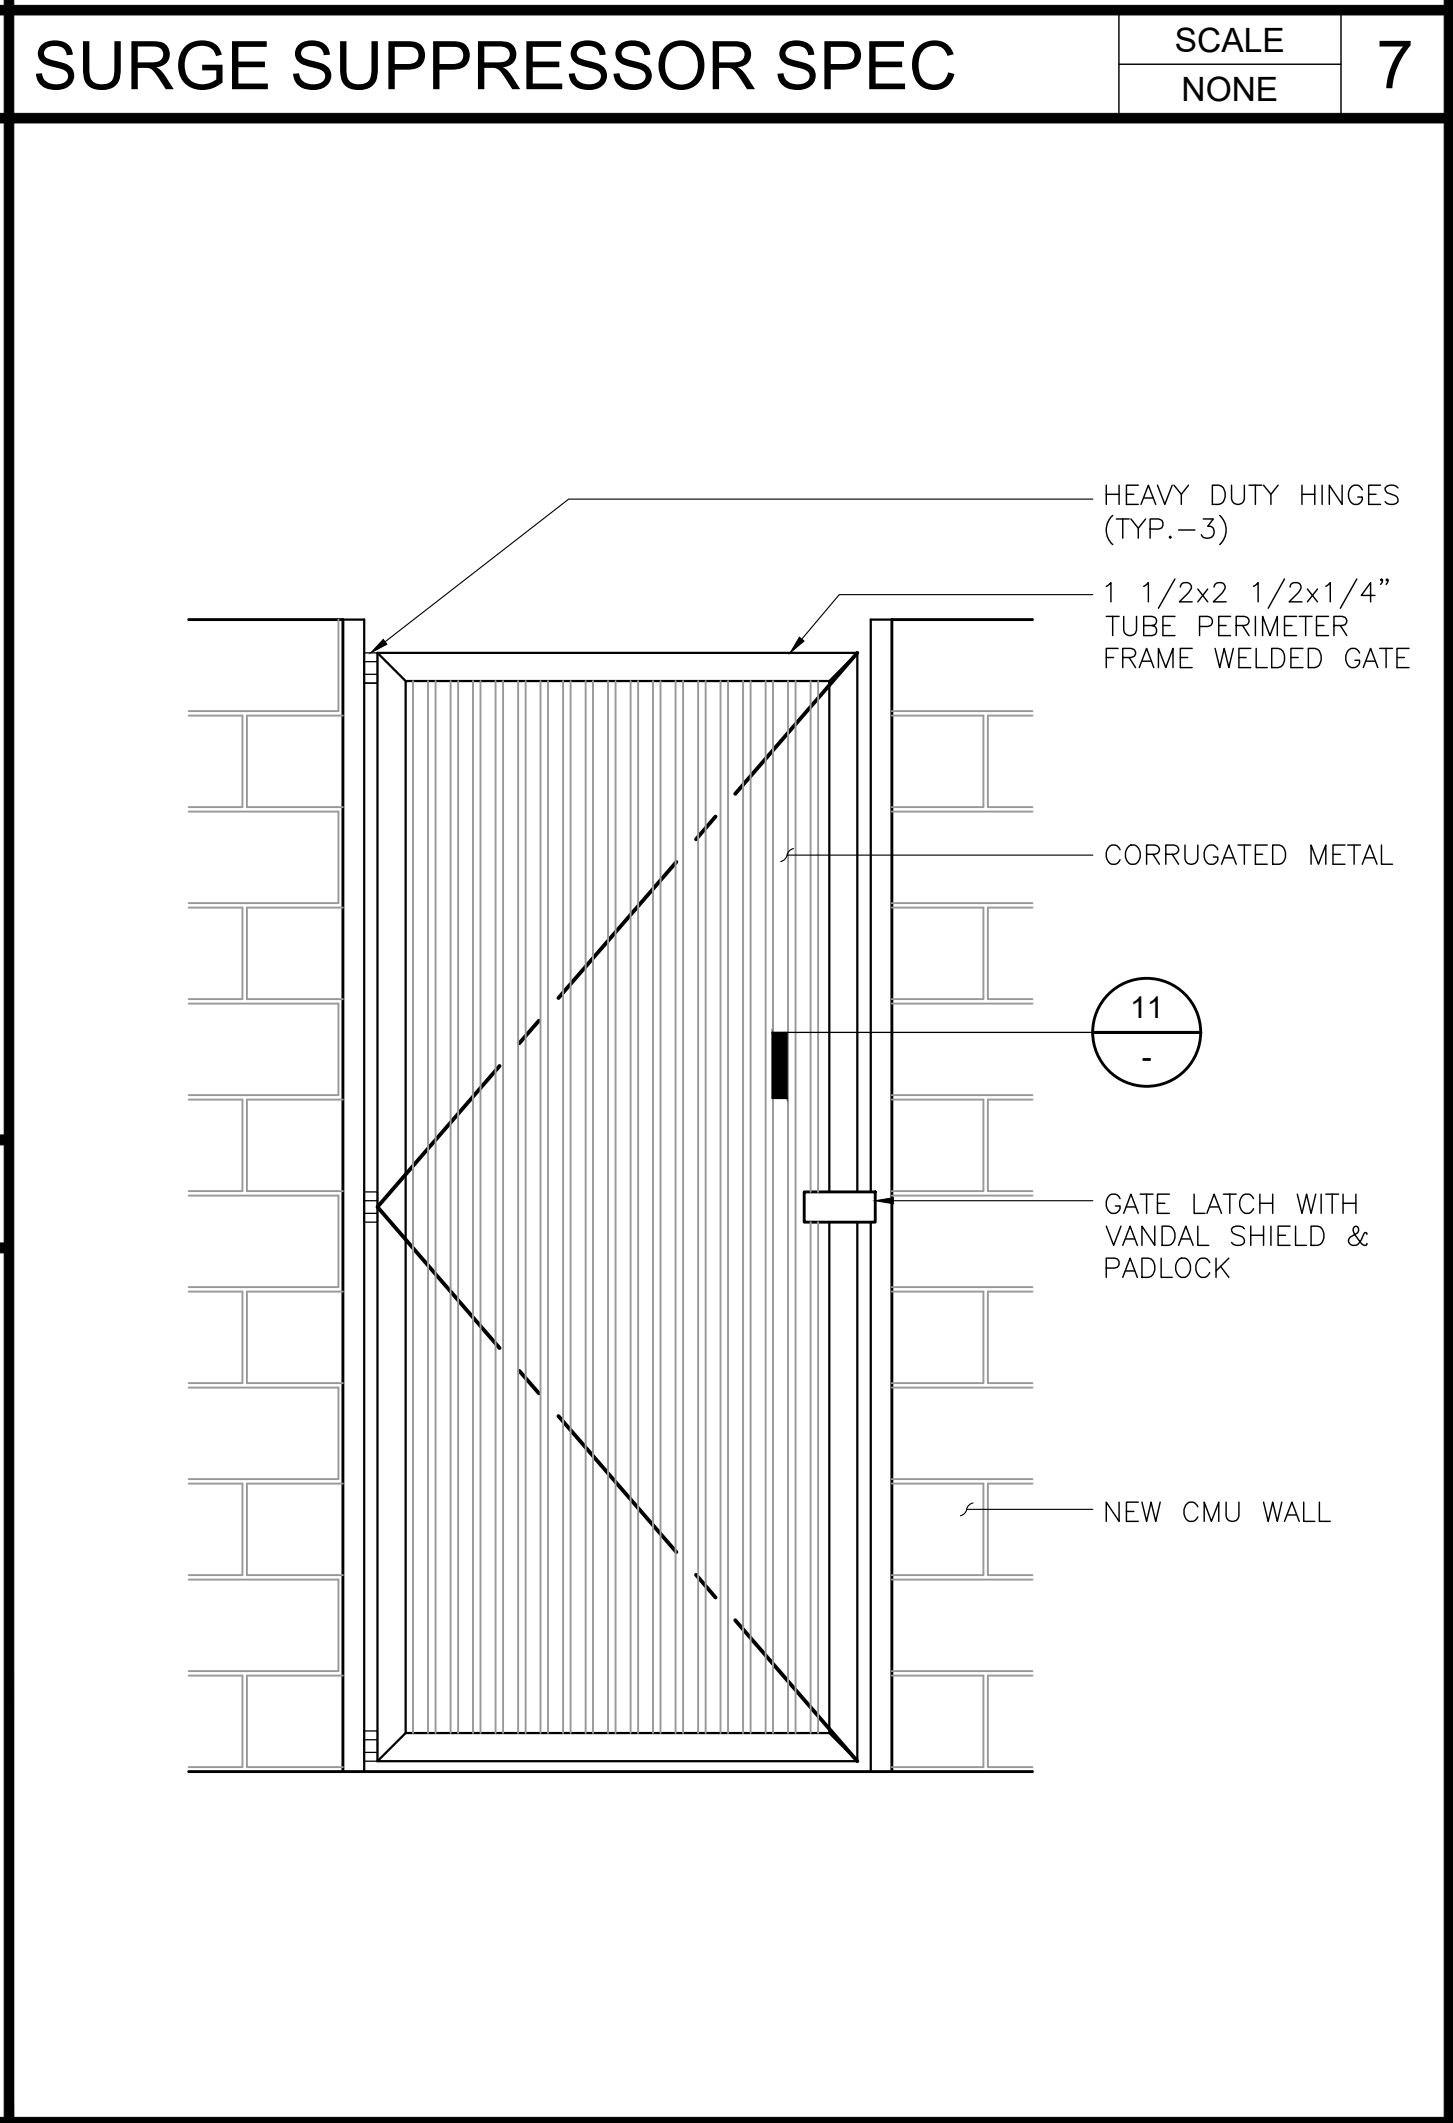 SURGE SUPPRESSOR SPEC
SCALE
NONE
7
HEAVY DUTY HINGES
(TYP.-3)
1 1/2x2 1/2x1/4”
TUBE PERIMETER
FRAME WELDED GATE
CORRUGATED METAL
11
-
GATE LATCH WITH
VANDAL SHIELD &
PADLOCK
NEW CMU WALL